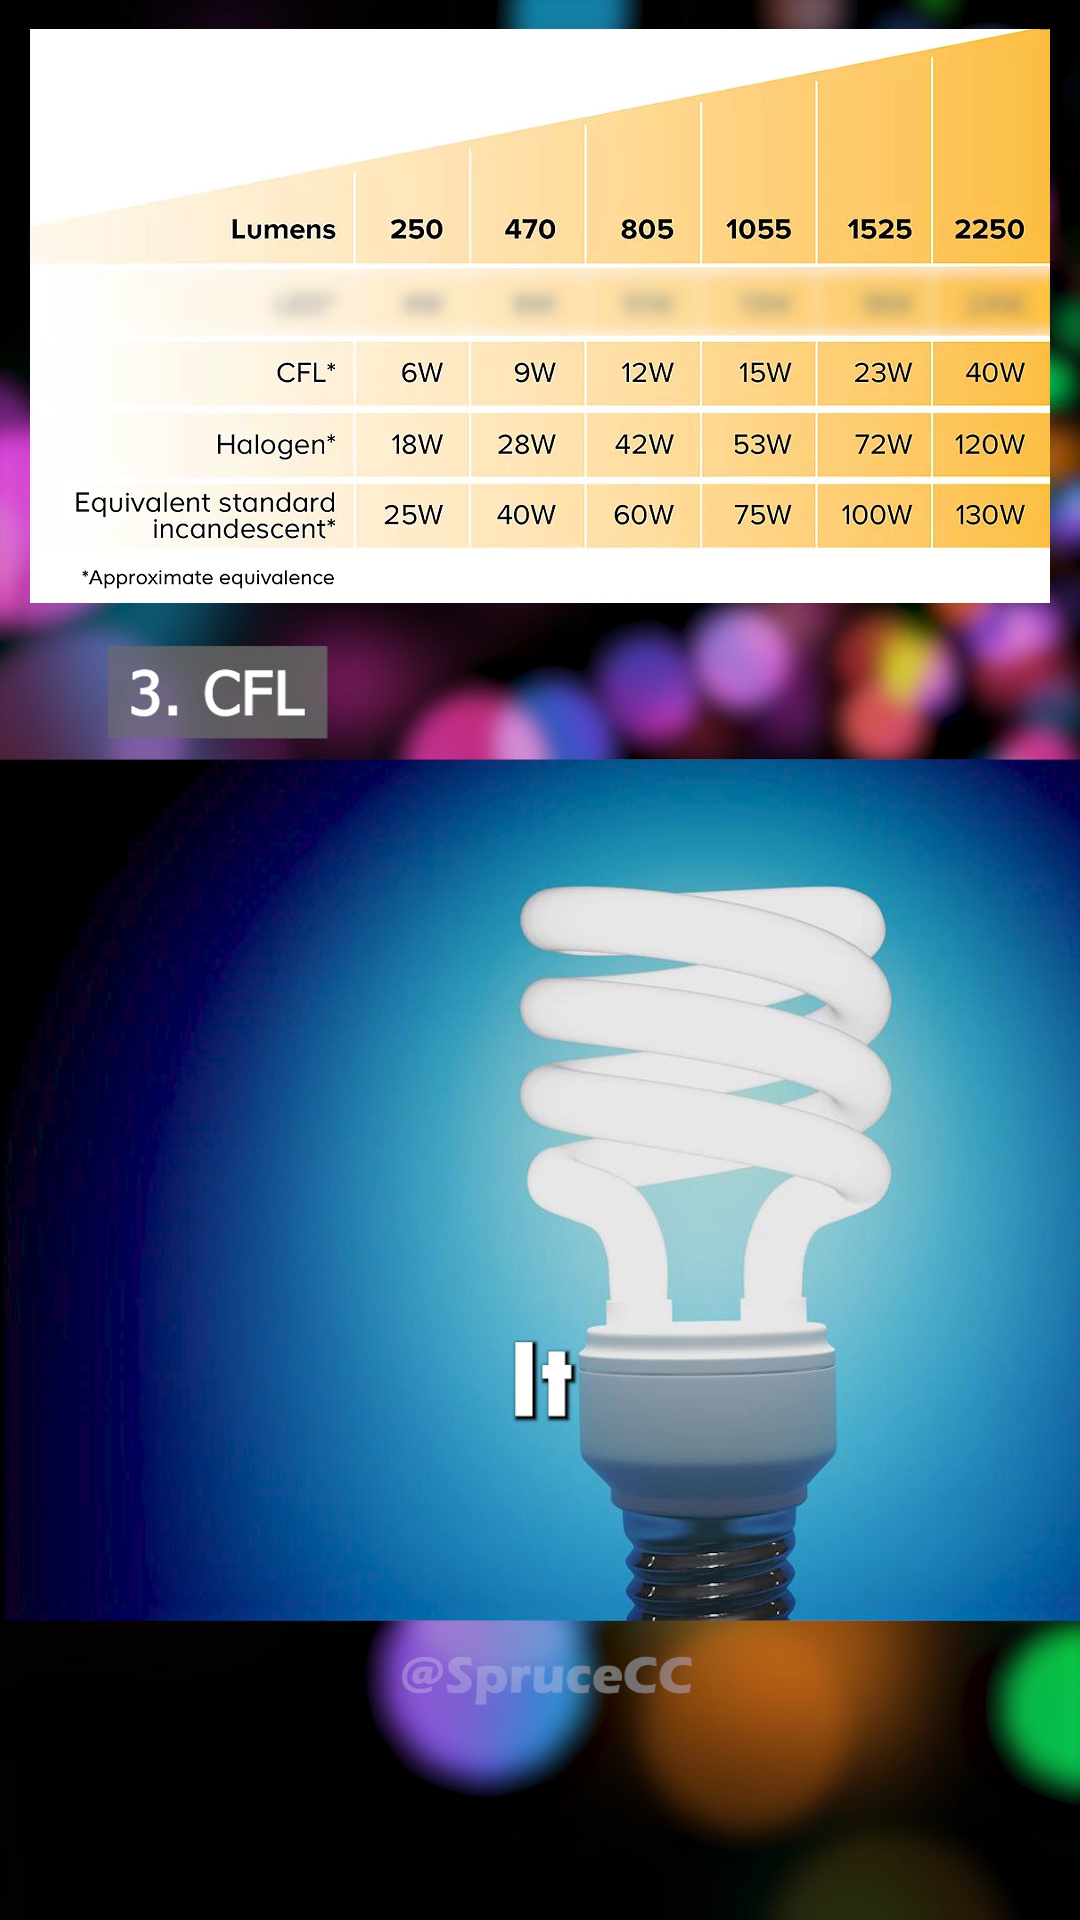 Lumens 250 470 805 1055 1525 2250
CFL* 6W 9W 12W 15W 23W 40W
Halogen* 18W 28W 42W 53W 72W 120W
Equivalent standard
incandescent* 25W 40W 60W 75W 100W 130W
*Approximate equivalence
3. CFL
It
@SpruceCC